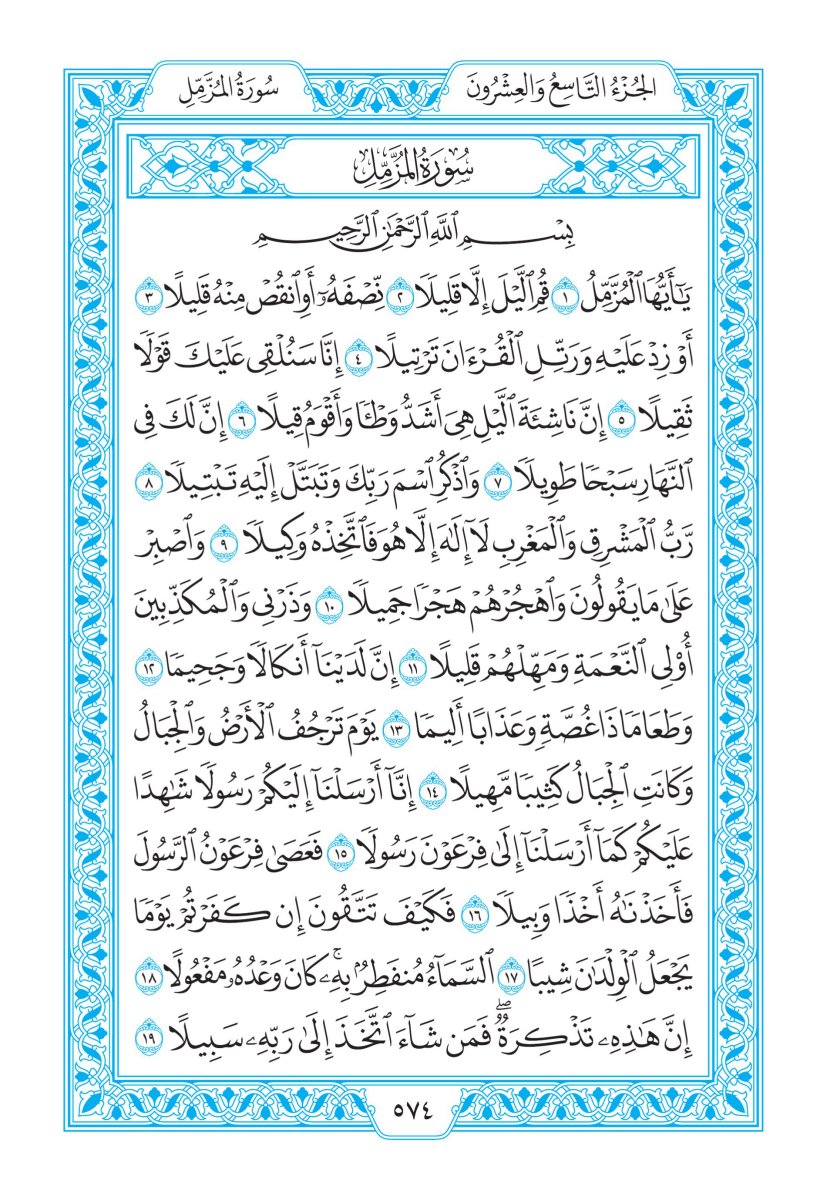 الجُزْءُ التَّاسِعُ وَالعِشْرُونَ
سُورَةُ المُزَّمِّل
سُورَةُ المُزَّمِّلِ
بِسْمِ ٱللَّهِ ٱلرَّحْمَٰنِ ٱلرَّحِيمِ
يَٰٓأَيُّهَا ٱلْمُزَّمِّلُ ١ قُمِ ٱلَّيْلَ إِلَّا قَلِيلًا ٢ نِّصْفَهُۥٓ أَوِ ٱنقُصْ مِنْهُ قَلِيلًا ٣
أَوْ زِدْ عَلَيْهِ وَرَتِّلِ ٱلْقُرْءَانَ تَرْتِيلًا ٤ إِنَّا سَنُلْقِى عَلَيْكَ قَوْلًا
ثَقِيلًا ٥ إِنَّ نَاشِئَةَ ٱلَّيْلِ هِىَ أَشَدُّ وَطْـًٔا وَأَقْوَمُ قِيلًا ٦ إِنَّ لَكَ فِى
ٱلنَّهَارِ سَبْحًا طَوِيلًا ٧ وَٱذْكُرِ ٱسْمَ رَبِّكَ وَتَبَتَّلْ إِلَيْهِ تَبْتِيلًا ٨
رَّبُّ ٱلْمَشْرِقِ وَٱلْمَغْرِبِ لَآ إِلَٰهَ إِلَّا هُوَ فَٱتَّخِذْهُ وَكِيلًا ٩ وَٱصْبِرْ
عَلَىٰ مَا يَقُولُونَ وَٱهْجُرْهُمْ هَجْرًا جَمِيلًا ١٠ وَذَرْنِى وَٱلْمُكَذِّبِينَ
أُو۟لِى ٱلنَّعْمَةِ وَمَهِّلْهُمْ قَلِيلًا ١١ إِنَّ لَدَيْنَآ أَنكَالًا وَجَحِيمًا ١٢
وَطَعَامًا ذَا غُصَّةٍ وَعَذَابًا أَلِيمًا ١٣ يَوْمَ تَرْجُفُ ٱلْأَرْضُ وَٱلْجِبَالُ
وَكَانَتِ ٱلْجِبَالُ كَثِيبًا مَّهِيلًا ١٤ إِنَّآ أَرْسَلْنَآ إِلَيْكُمْ رَسُولًا شَٰهِدًا
عَلَيْكُمْ كَمَآ أَرْسَلْنَآ إِلَىٰ فِرْعَوْنَ رَسُولًا ١٥ فَعَصَىٰ فِرْعَوْنُ ٱلرَّسُولَ
فَأَخَذْنَٰهُ أَخْذًا وَبِيلًا ١٦ فَكَيْفَ تَتَّقُونَ إِن كَفَرْتُمْ يَوْمًا
يَجْعَلُ ٱلْوِلْدَٰنَ شِيبًا ١٧ ٱلسَّمَآءُ مُنفَطِرٌۢ بِهِۦ ۚ كَانَ وَعْدُهُۥ مَفْعُولًا ١٨
إِنَّ هَٰذِهِۦ تَذْكِرَةٌ ۖ فَمَن شَآءَ ٱتَّخَذَ إِلَىٰ رَبِّهِۦ سَبِيلًا ١٩
٥٧٤